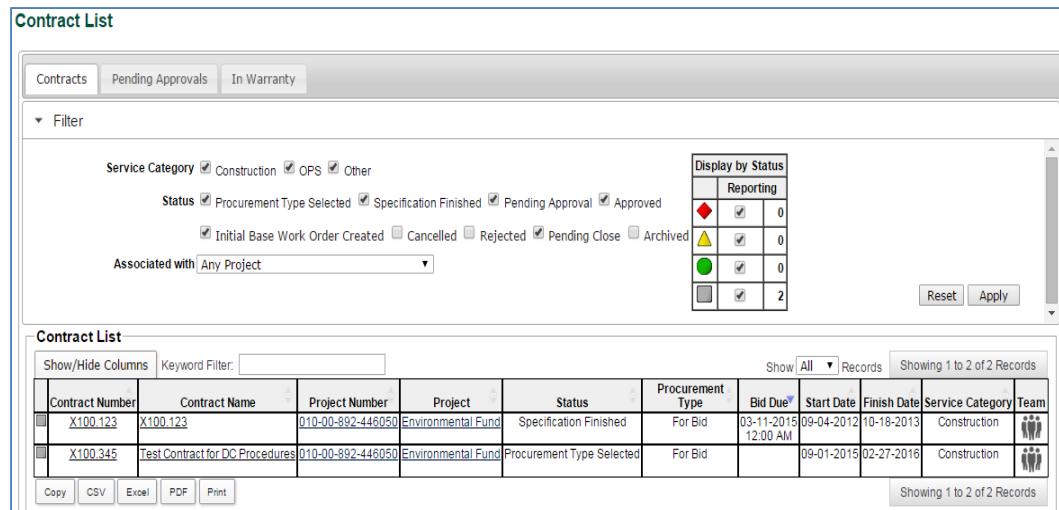 Contract List
Contracts Pending Approvals In Warranty
Filter
Service Category Construction OPS Other
Status Procurement Type Selected Specification Finished Pending Approval Approved
Initial Base Work Order Created Cancelled Rejected Pending Close Archived
Associated with Any Project
Display by Status
Reporting
0
0
0
2
Reset Apply
Contract List
Show/Hide Columns Keyword Filter: Show All Records Showing 1 to 2 of 2 Records
Contract Number Contract Name Project Number Project Status Procurement Type Bid Due Start Date Finish Date Service Category Team
X100.123 X100.123 010-00-892-446050 Environmental Fund Specification Finished For Bid 03-11-2015 12:00 AM 09-04-2012 10-18-2013 Construction
X100.345 Test Contract for DC Procedures 010-00-892-446050 Environmental Fund Procurement Type Selected For Bid 09-01-2015 02-27-2016 Construction
Copy CSV Excel PDF Print Showing 1 to 2 of 2 Records